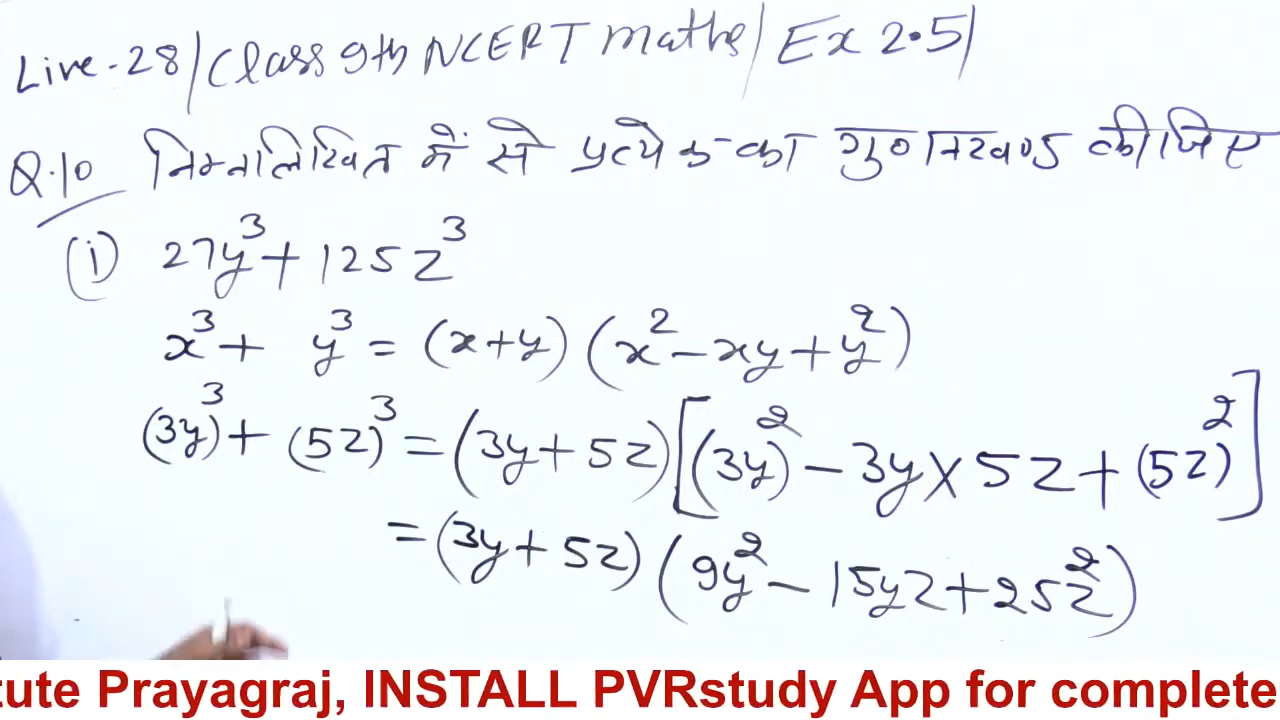 Live-28/Class 9th NCERT maths/Ex 2.5/
Q.10 निम्नलिखित में से प्रत्येक का गुणनखण्ड कीजिए
(i) 27y³+125z³
x³+ y³ = (x+y) (x²-xy+y²)
(3y)³+ (5z)³ = (3y+5z) [(3y)² - 3y×5z+(5z)²]
= (3y+5z) (9y² - 15yz+25z²)
tute Prayagraj, INSTALL PVRstudy App for complete